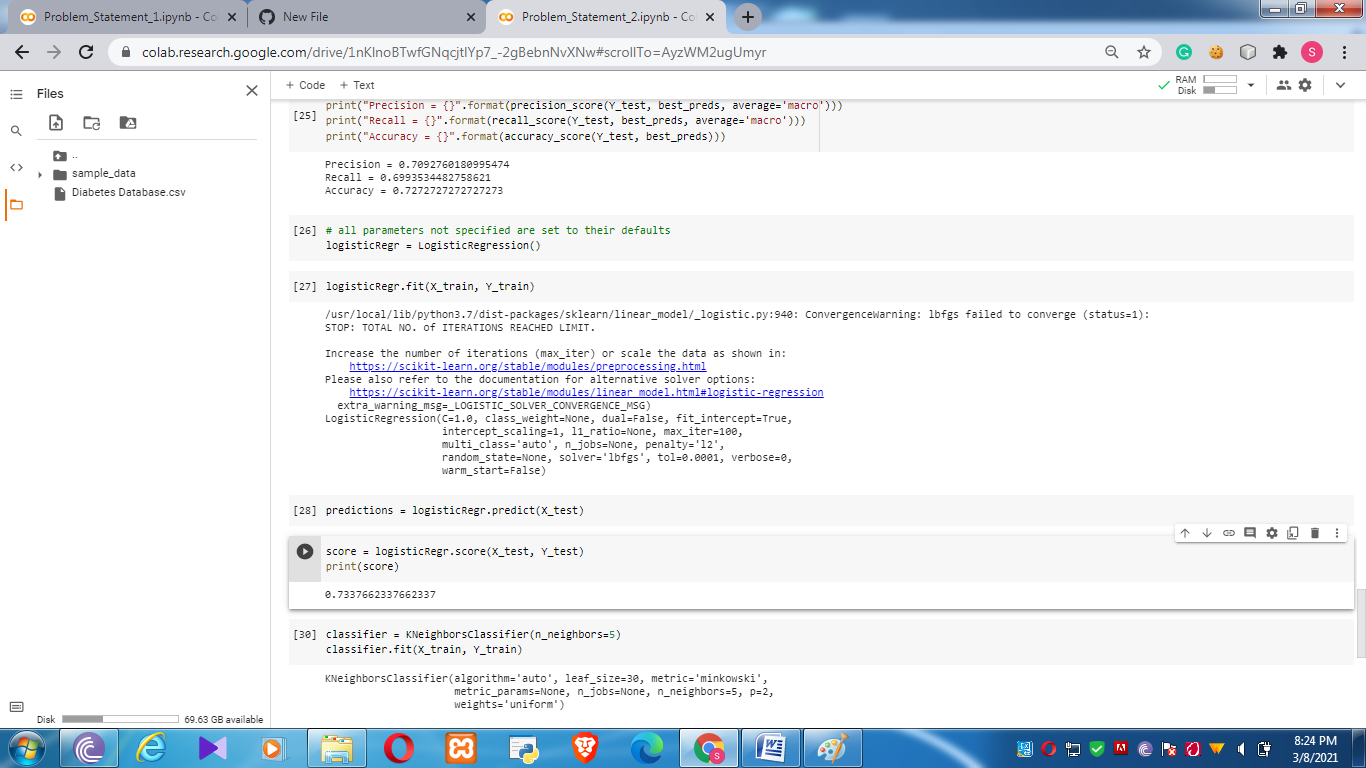 Problem_Statement_1.ipynb - Co
New File
Problem_Statement_2.ipynb - Col
colab.research.google.com/drive/1nKlnoBTwfGNqcjtlYp7_-2gBebnNvXNw#scrollTo=AyzWM2ugUmyr
S
Files
+ Code + Text
RAM
Disk
..
sample_data
Diabetes Database.csv
print("Precision = {}".format(precision_score(Y_test, best_preds, average='macro')))
[25] print("Recall = {}".format(recall_score(Y_test, best_preds, average='macro')))
print("Accuracy = {}".format(accuracy_score(Y_test, best_preds)))
Precision = 0.7092760180995474
Recall = 0.6993534482758621
Accuracy = 0.7272727272727273
[26] # all parameters not specified are set to their defaults
logisticRegr = LogisticRegression()
[27] logisticRegr.fit(X_train, Y_train)
/usr/local/lib/python3.7/dist-packages/sklearn/linear_model/_logistic.py:940: ConvergenceWarning: lbfgs failed to converge (status=1):
STOP: TOTAL NO. of ITERATIONS REACHED LIMIT.
Increase the number of iterations (max_iter) or scale the data as shown in:
https://scikit-learn.org/stable/modules/preprocessing.html
Please also refer to the documentation for alternative solver options:
https://scikit-learn.org/stable/modules/linear_model.html#logistic-regression
extra_warning_msg=_LOGISTIC_SOLVER_CONVERGENCE_MSG)
LogisticRegression(C=1.0, class_weight=None, dual=False, fit_intercept=True,
intercept_scaling=1, l1_ratio=None, max_iter=100,
multi_class='auto', n_jobs=None, penalty='l2',
random_state=None, solver='lbfgs', tol=0.0001, verbose=0,
warm_start=False)
[28] predictions = logisticRegr.predict(X_test)
score = logisticRegr.score(X_test, Y_test)
print(score)
0.7337662337662337
[30] classifier = KNeighborsClassifier(n_neighbors=5)
classifier.fit(X_train, Y_train)
KNeighborsClassifier(algorithm='auto', leaf_size=30, metric='minkowski',
metric_params=None, n_jobs=None, n_neighbors=5, p=2,
weights='uniform')
Disk 69.63 GB available
8:24 PM
3/8/2021